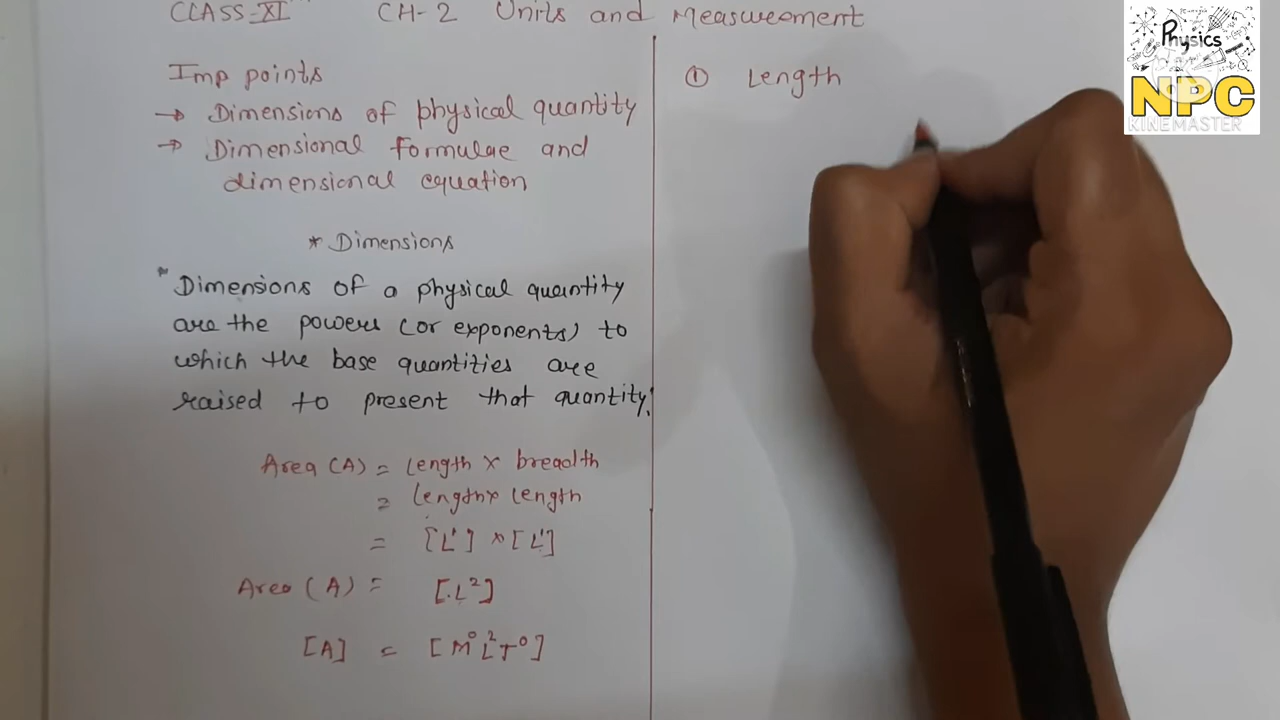 CLASS-XI CH-2 Units and Measurement
Imp points
→ Dimensions of physical quantity
→ Dimensional formulae and
dimensional equation
* Dimensions
"Dimensions of a physical quantity
are the powers (or exponents) to
which the base quantities are
raised to present that quantity."
Area (A) = Length × breadth
= Length × Length
= [L¹] × [L¹]
Area (A) = [L²]
[A] = [M⁰L²T⁰]
① Length
Physics
NPC
KINEMASTER